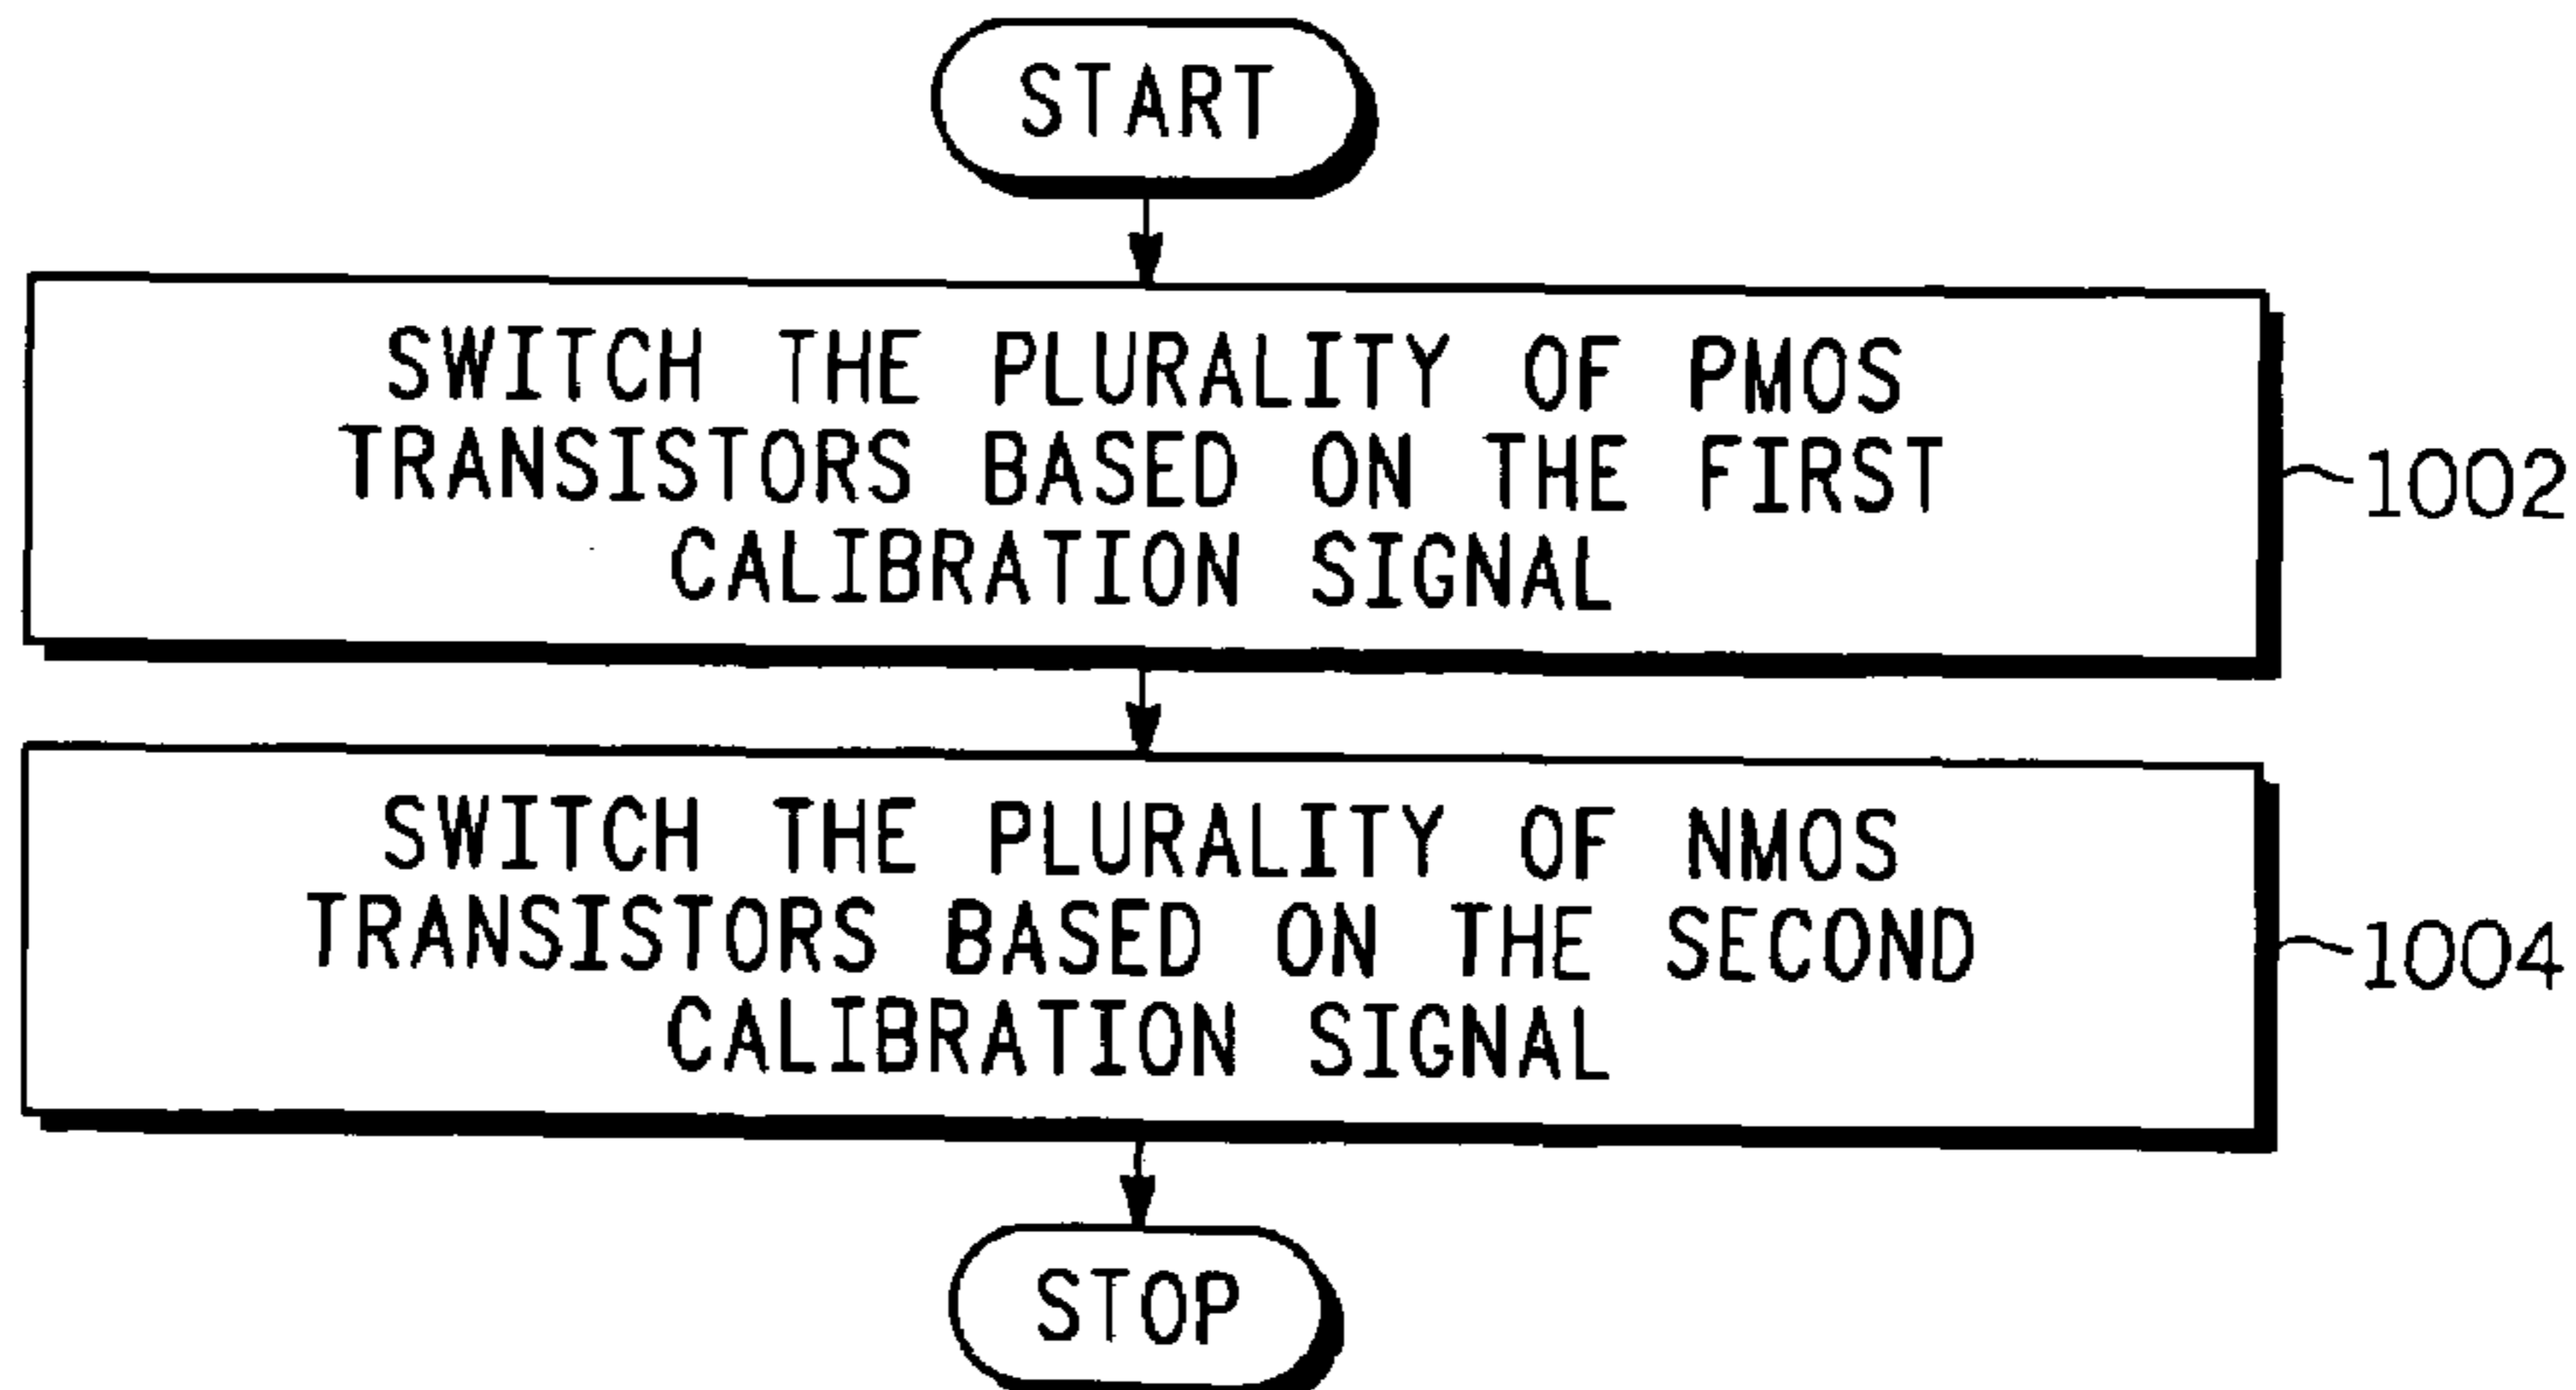 START
SWITCH THE PLURALITY OF PMOS
TRANSISTORS BASED ON THE FIRST
CALIBRATION SIGNAL
1002
SWITCH THE PLURALITY OF NMOS
TRANSISTORS BASED ON THE SECOND
CALIBRATION SIGNAL
1004
STOP